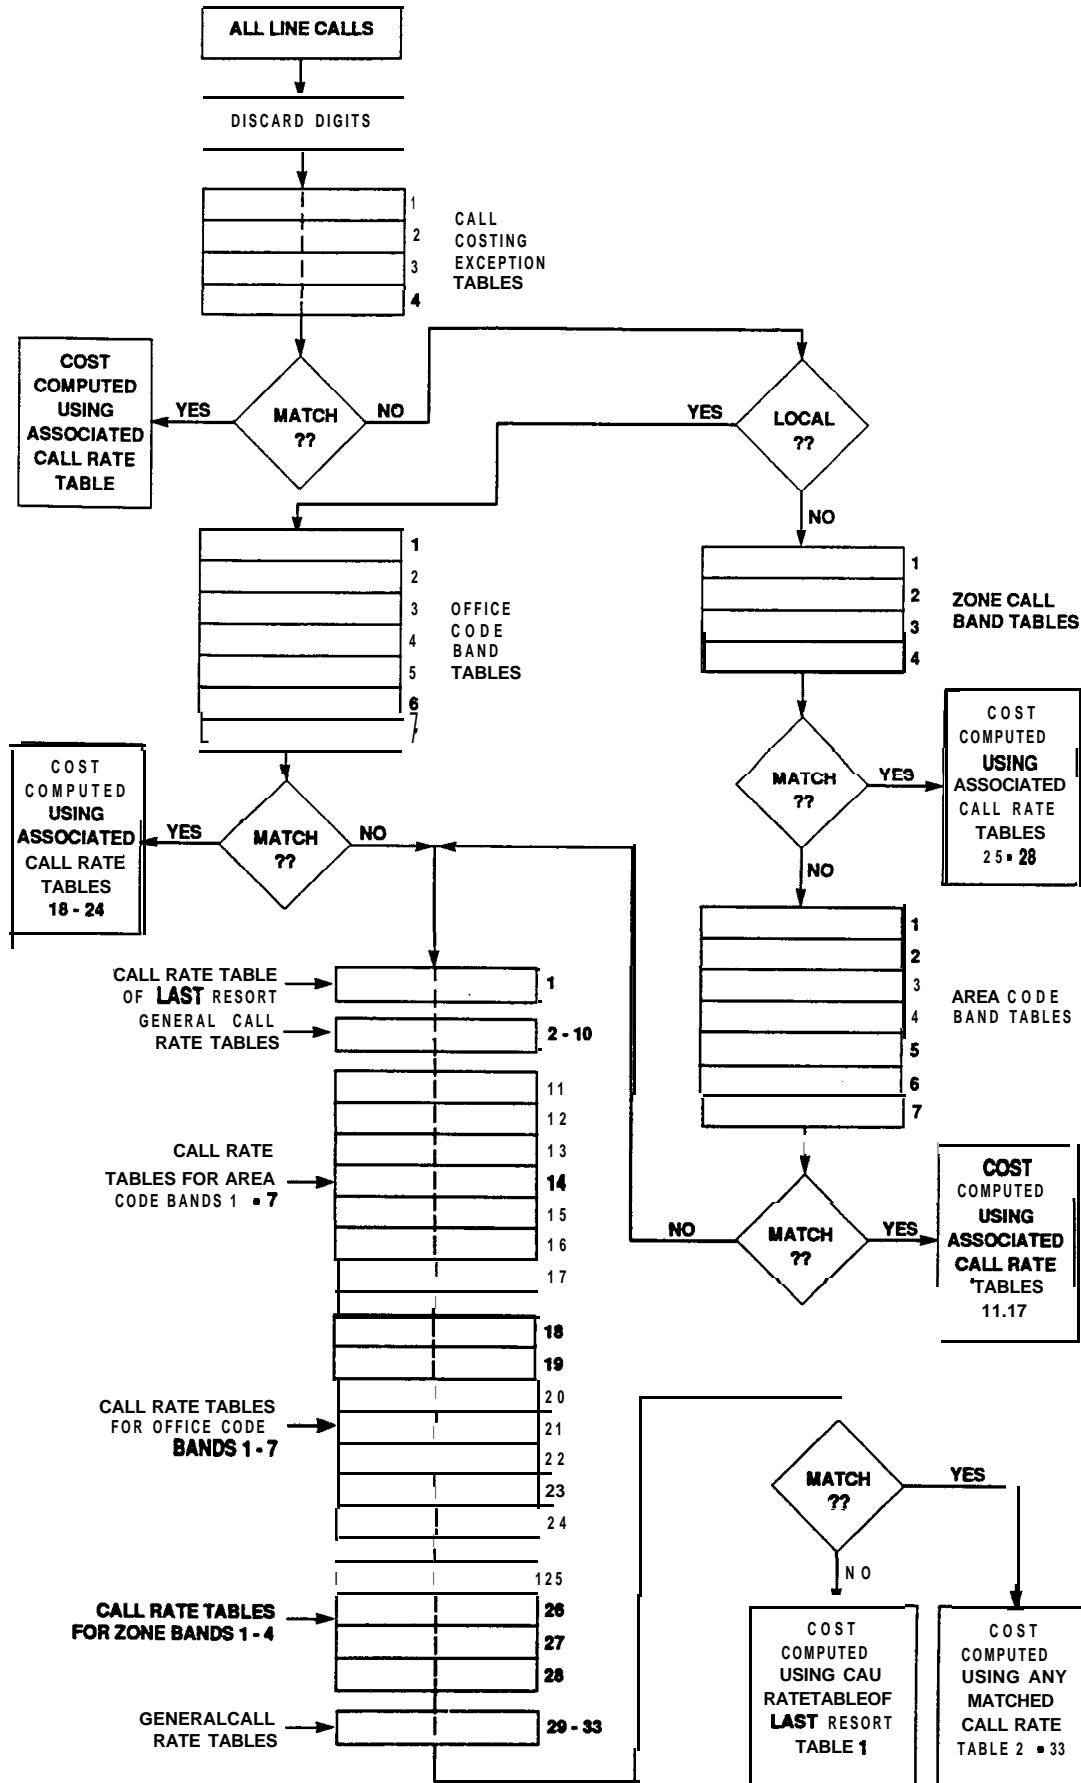 ALL LINE CALLS
DISCARD DIGITS
1
2
3
4
CALL
COSTING
EXCEPTION
TABLES
COST
COMPUTED
USING
ASSOCIATED
CALL RATE
TABLE
YES
MATCH
??
NO
YES
LOCAL
??
NO
1
2
3
4
5
6
7
OFFICE
CODE
BAND
TABLES
1
2
3
4
ZONE CALL
BAND TABLES
COST
COMPUTED
USING
ASSOCIATED
CALL RATE
TABLES
18 - 24
YES
MATCH
??
NO
MATCH
??
YES
NO
COST
COMPUTED
USING
ASSOCIATED
CALL RATE
TABLES
25 - 28
1
2
3
4
5
6
7
AREA CODE
BAND TABLES
CALL RATE TABLE
OF LAST RESORT
1
GENERAL CALL
RATE TABLES
2 - 10
CALL RATE
TABLES FOR AREA
CODE BANDS 1 - 7
11
12
13
14
15
16
17
NO
MATCH
??
YES
COST
COMPUTED
USING
ASSOCIATED
CALL RATE
'TABLES
11.17
18
19
20
21
22
23
24
CALL RATE TABLES
FOR OFFICE CODE
BANDS 1 - 7
125
26
27
28
CALL RATE TABLES
FOR ZONE BANDS 1 - 4
GENERALCALL
RATE TABLES
29 - 33
MATCH
??
YES
NO
COST
COMPUTED
USING CAU
RATETABLEOF
LAST RESORT
TABLE 1
COST
COMPUTED
USING ANY
MATCHED
CALL RATE
TABLE 2 - 33